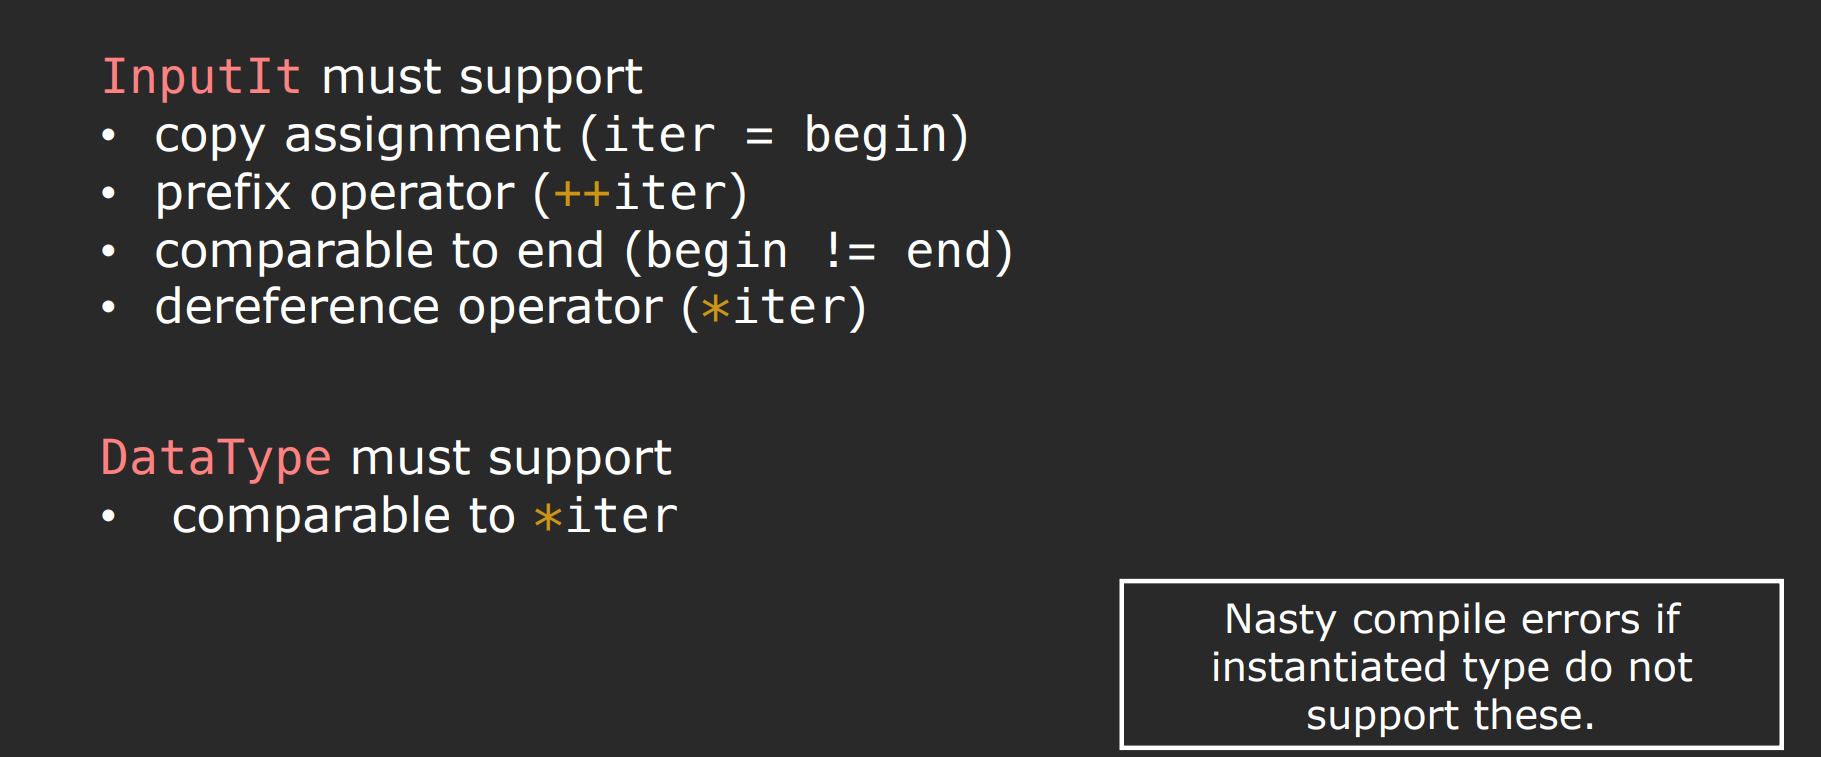 InputIt must support
• copy assignment (iter = begin)
• prefix operator (++iter)
• comparable to end (begin != end)
• dereference operator (*iter)
DataType must support
• comparable to *iter
Nasty compile errors if
instantiated type do not
support these.